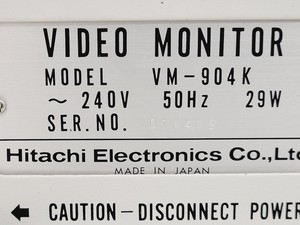 VIDEO MONITOR
MODEL VM-904K
~ 240V 50Hz 29W
SER.NO.
Hitachi Electronics Co.,Ltd
MADE IN JAPAN
← CAUTION-DISCONNECT POWER